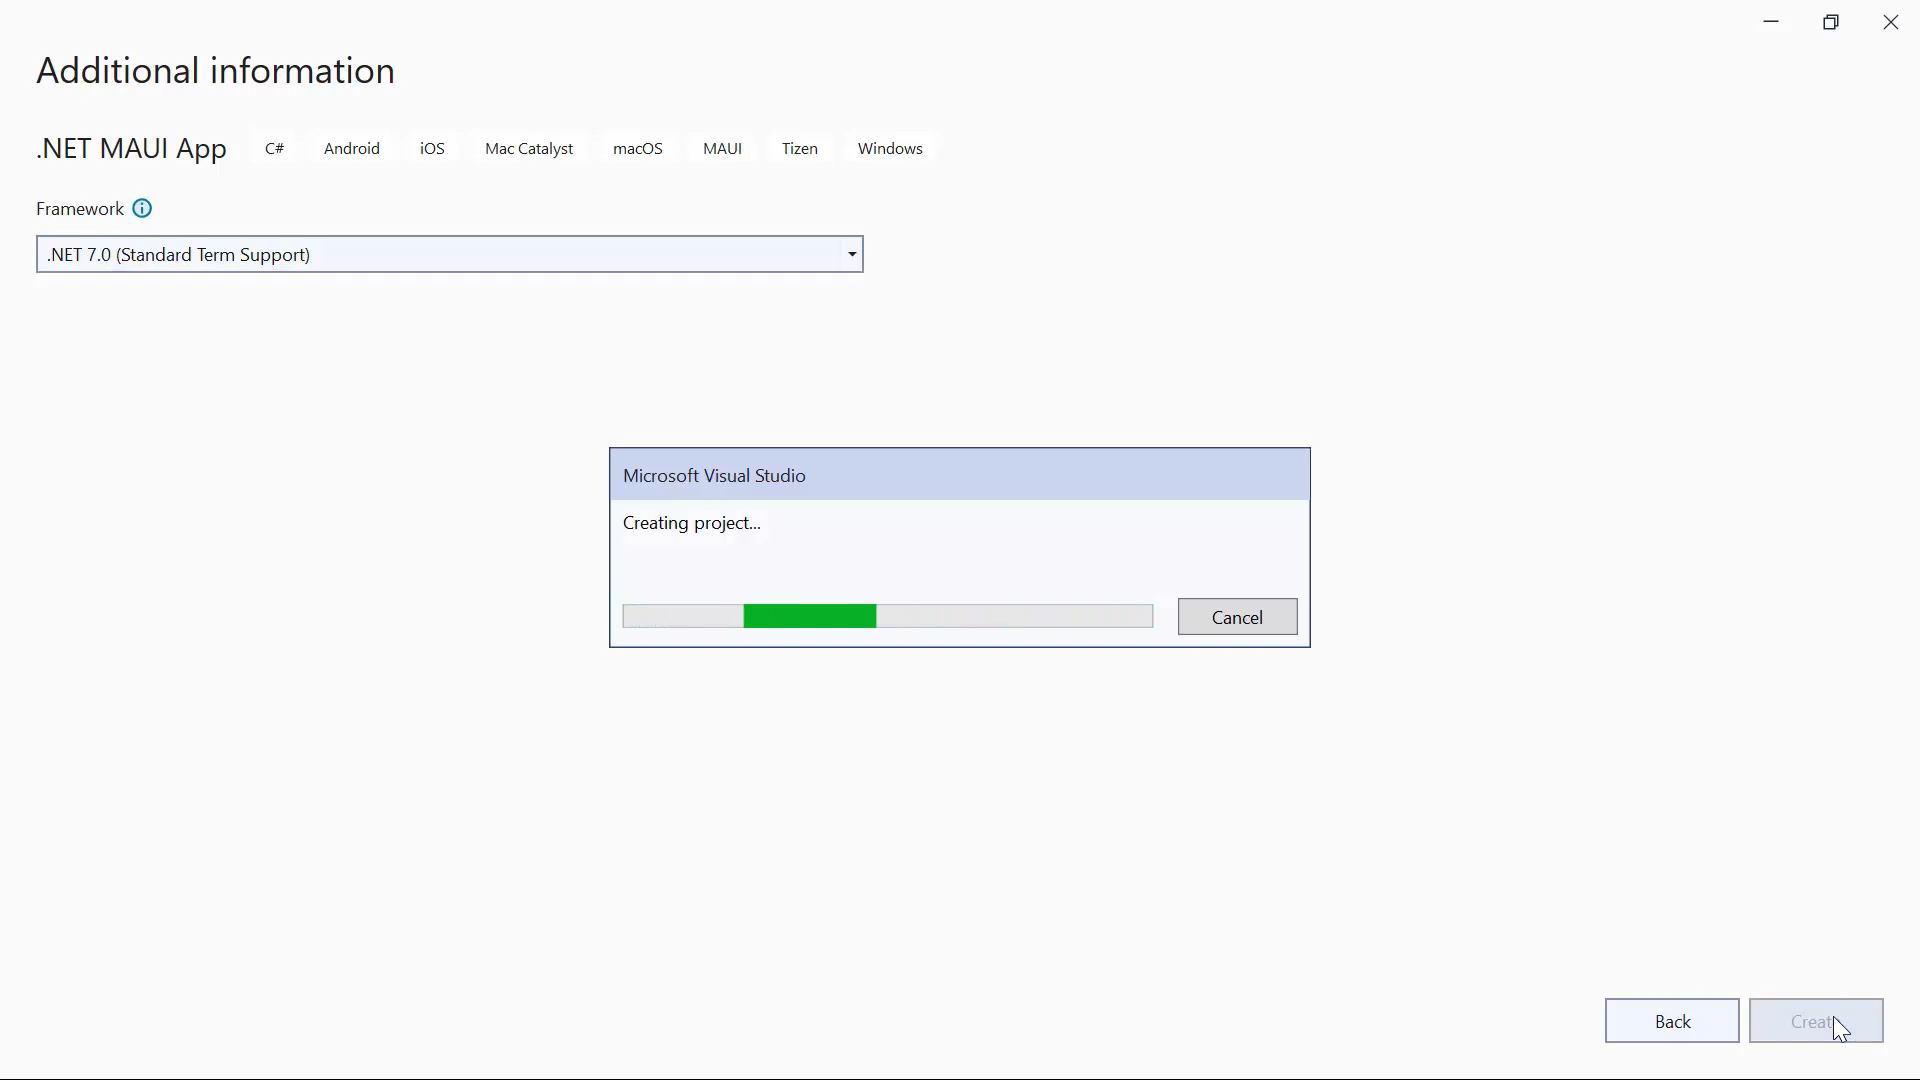 Additional information
.NET MAUI App C# Android iOS Mac Catalyst macOS MAUI Tizen Windows
Framework
.NET 7.0 (Standard Term Support)
Microsoft Visual Studio
Creating project...
Cancel
Back Creat